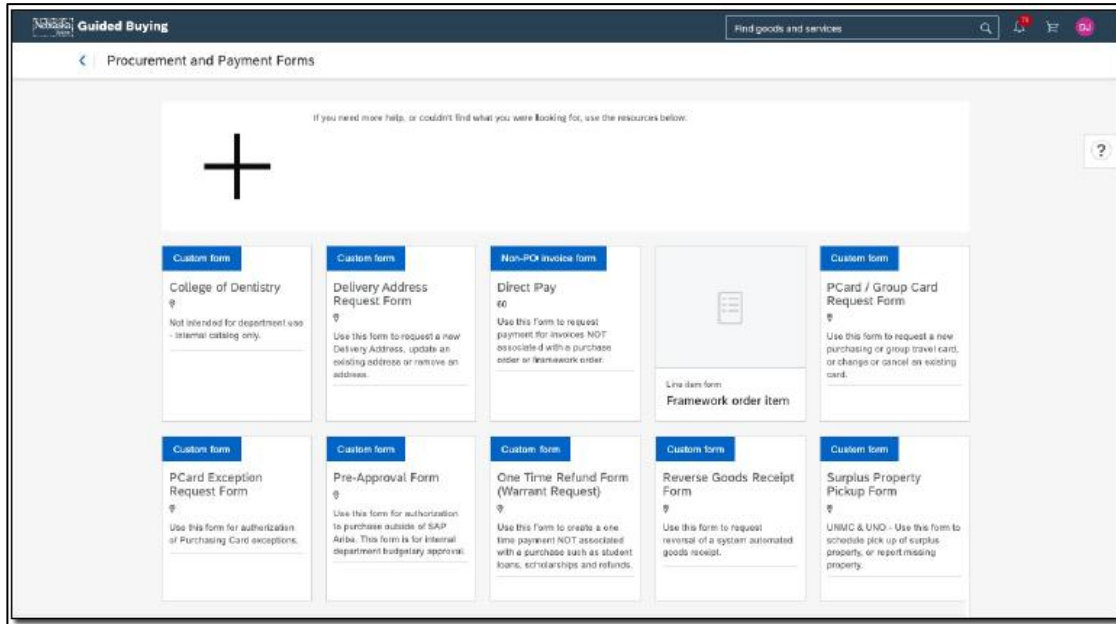 Nebraska Guided Buying
Find goods and services
DJ
Procurement and Payment Forms
If you need more help, or couldn't find what you were looking for, use the resources below.
?
Custom form
College of Dentistry
Not intended for department use
- internal catalog only.
Custom form
Delivery Address
Request Form
Use this form to request a new
Delivery Address, update an
existing address or remove an
address.
Non-PO invoice form
Direct Pay
Use this Form to request
payment for invoices NOT
associated with a purchase
order or framework order.
Line item form
Framework order item
Custom form
PCard / Group Card
Request Form
Use this form to request a new
purchasing or group travel card,
or change or cancel an existing
card.
Custom form
PCard Exception
Request Form
Use this form for authorization
of Purchasing Card exceptions.
Custom form
Pre-Approval Form
Use this form for authorization
to purchase outside of SAP
Ariba. This form is for internal
department budgetary approval.
Custom form
One Time Refund Form
(Warrant Request)
Use this Form to create a one
time payment NOT associated
with a purchase such as student
loans, scholarships and refunds.
Custom form
Reverse Goods Receipt
Form
Use this form to request
reversal of a system automated
goods receipt.
Custom form
Surplus Property
Pickup Form
UNMC & UNO - Use this form to
schedule pick up of surplus
property, or report missing
property.